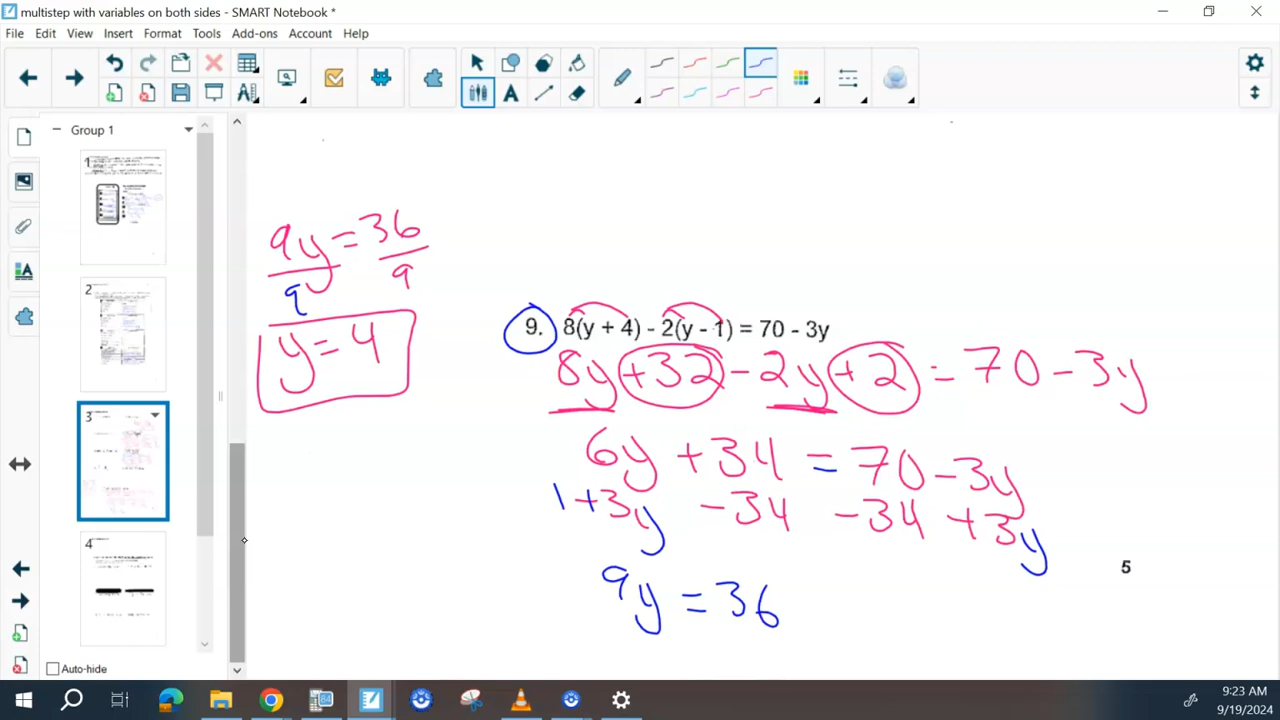 multistep with variables on both sides - SMART Notebook *
File Edit View Insert Format Tools Add-ons Account Help
Group 1
1
2
3
4
9y = 36
9 9
y = 4
9. 8(y + 4) - 2(y - 1) = 70 - 3y
8y +32 - 2y +2 = 70 - 3y
6y + 34 = 70 - 3y
1 +3y - 34 - 34 + 3y
9y = 36
5
Auto-hide
9:23 AM
9/19/2024